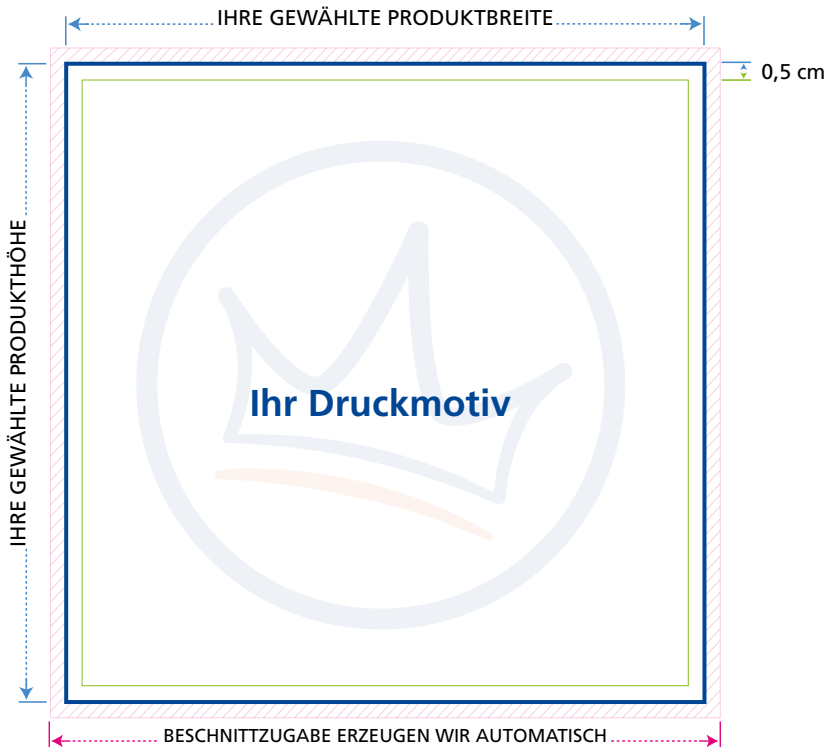 IHRE GEWÄHLTE PRODUKTBREITE
0,5 cm
IHRE GEWÄHLTE PRODUKTHÖHE
Ihr Druckmotiv
BESCHNITTZUGABE ERZEUGEN WIR AUTOMATISCH